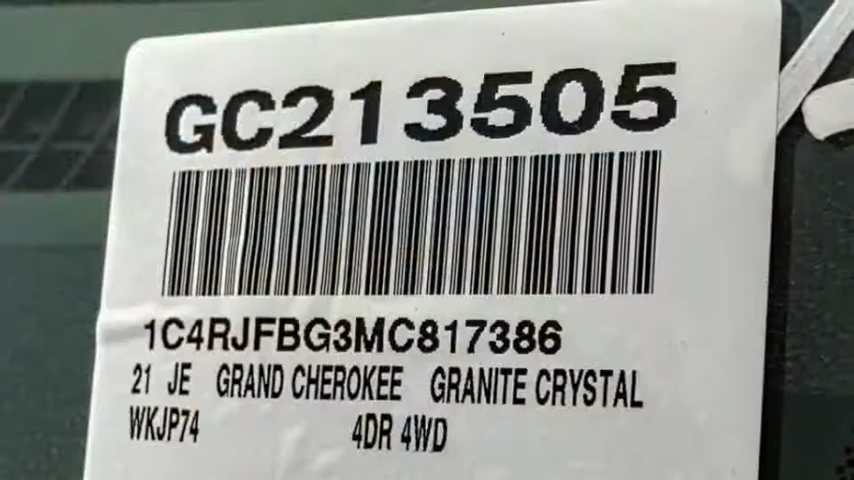 GC213505
1C4RJFBG3MC817386
21 JE GRAND CHEROKEE GRANITE CRYSTAL
WKJP74 4DR 4WD